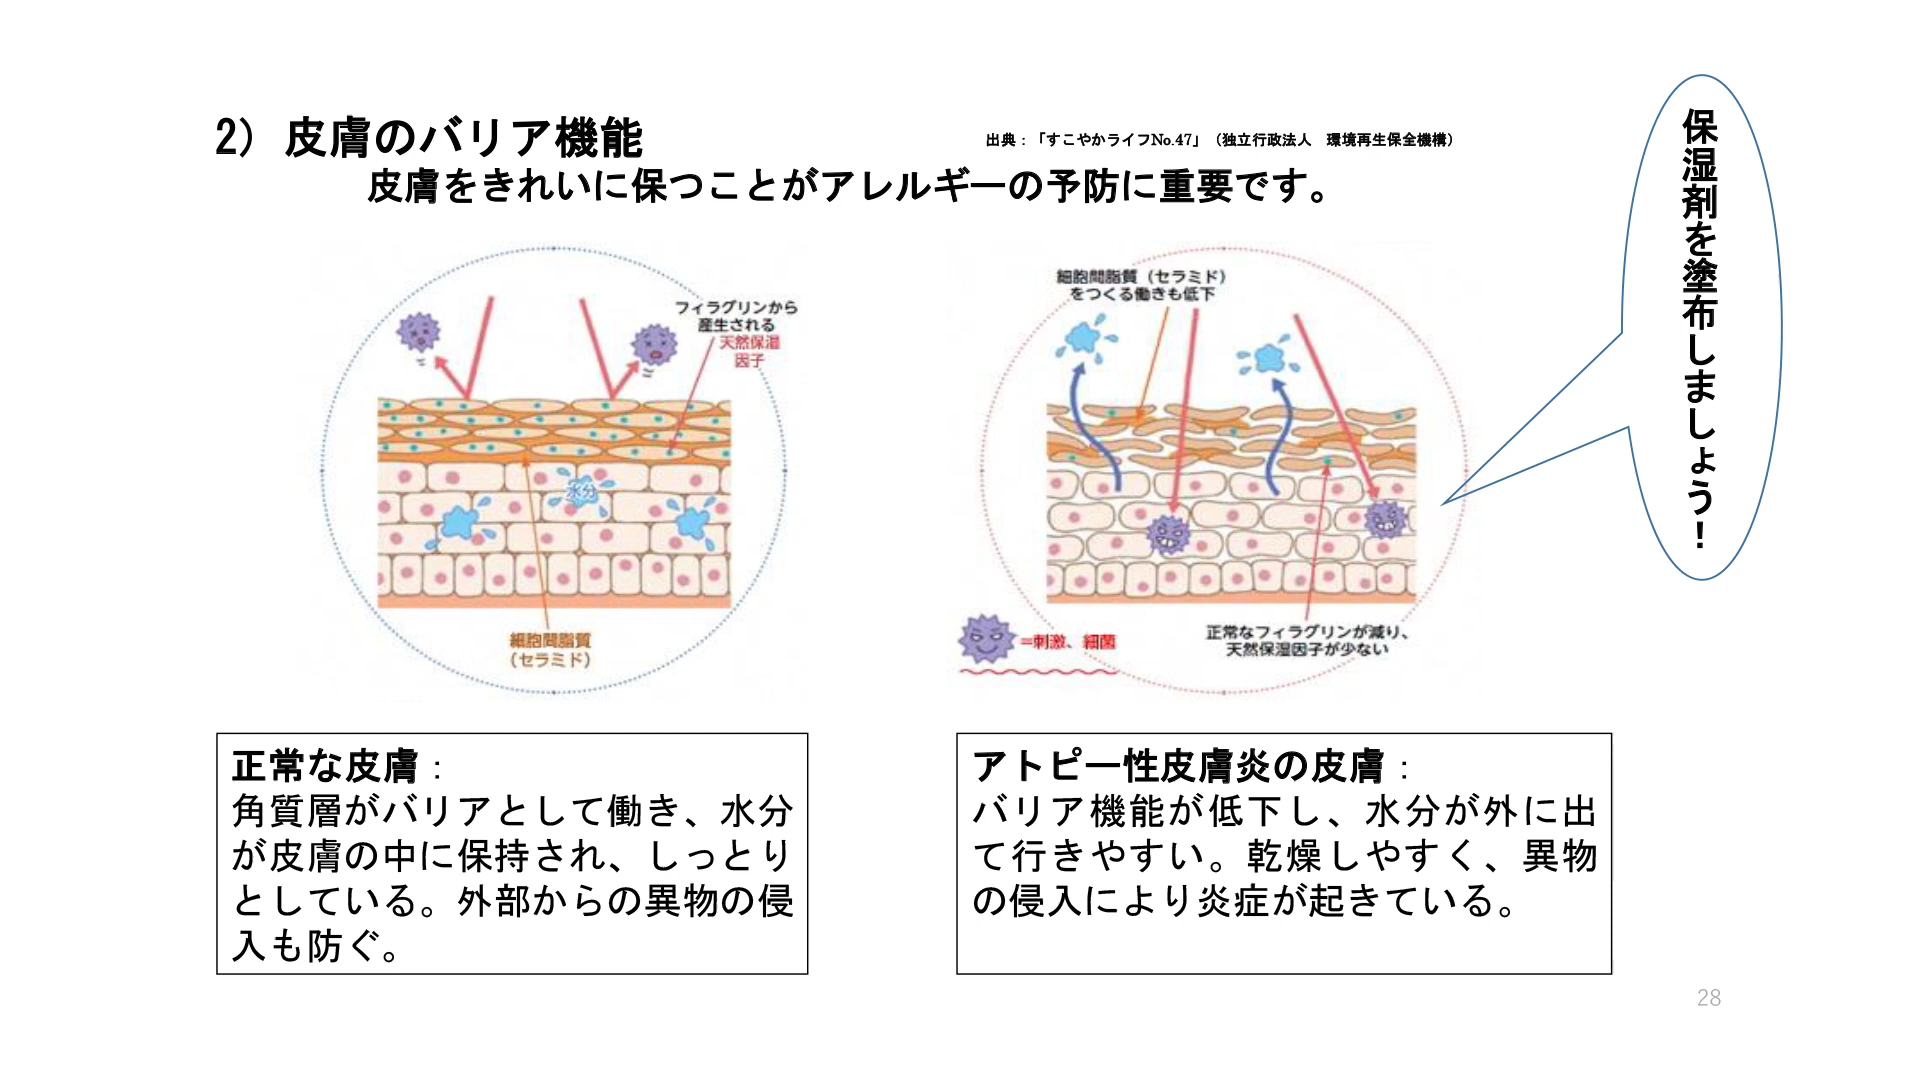 2) 皮膚のバリア機能
出典：「すこやかライフNo.47」（独立行政法人　環境再生保全機構）
皮膚をきれいに保つことがアレルギーの予防に重要です。
フィラグリンから
産生される
天然保湿
因子
水分
細胞間脂質
（セラミド）
細胞間脂質（セラミド）
をつくる働きも低下
=刺激、細菌
正常なフィラグリンが減り、
天然保湿因子が少ない
保湿剤を塗布しましょう！
正常な皮膚：
角質層がバリアとして働き、水分
が皮膚の中に保持され、しっとり
としている。外部からの異物の侵
入も防ぐ。
アトピー性皮膚炎の皮膚：
バリア機能が低下し、水分が外に出
て行きやすい。乾燥しやすく、異物
の侵入により炎症が起きている。
28